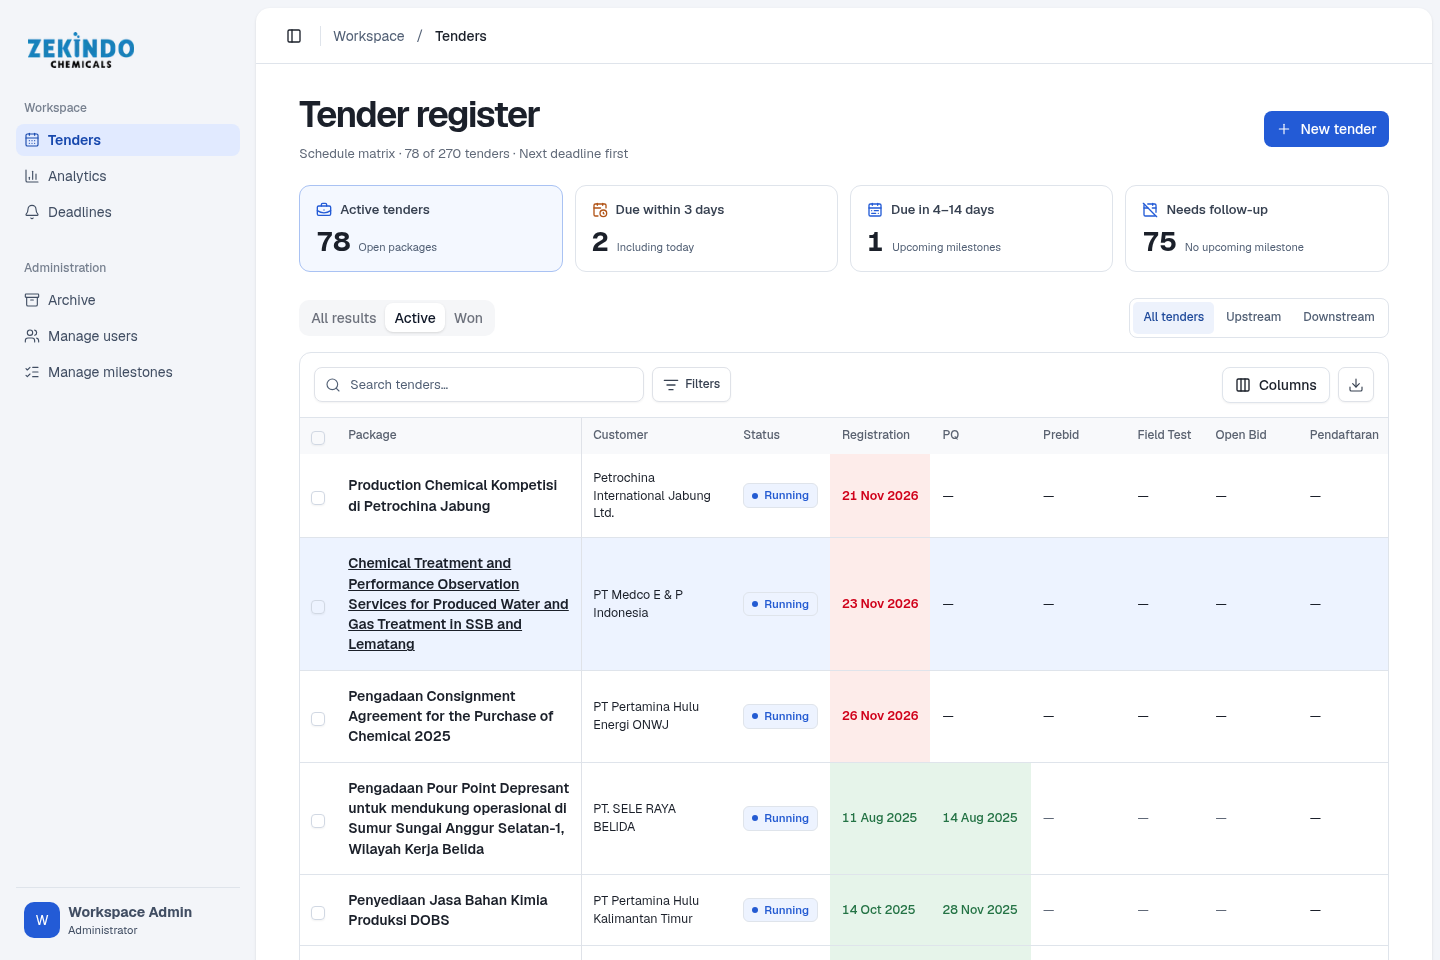 ZEKINDO
CHEMICALS
Workspace
Tenders
Analytics
Deadlines
Administration
Archive
Manage users
Manage milestones
W
Workspace Admin
Administrator
Workspace / Tenders
Tender register
Schedule matrix · 78 of 270 tenders · Next deadline first
New tender
Active tenders
78 Open packages
Due within 3 days
2 Including today
Due in 4–14 days
1 Upcoming milestones
Needs follow-up
75 No upcoming milestone
All results Active Won
All tenders Upstream Downstream
Search tenders... Filters Columns
Package Customer Status Registration PQ Prebid Field Test Open Bid Pendaftaran
Production Chemical Kompetisi
di Petrochina Jabung
Petrochina
International Jabung
Ltd.
Running
21 Nov 2026 — — — — —
Chemical Treatment and
Performance Observation
Services for Produced Water and
Gas Treatment in SSB and
Lematang
PT Medco E & P
Indonesia
Running
23 Nov 2026 — — — — —
Pengadaan Consignment
Agreement for the Purchase of
Chemical 2025
PT Pertamina Hulu
Energi ONWJ
Running
26 Nov 2026 — — — — —
Pengadaan Pour Point Depresant
untuk mendukung operasional di
Sumur Sungai Anggur Selatan-1,
Wilayah Kerja Belida
PT. SELE RAYA
BELIDA
Running
11 Aug 2025 14 Aug 2025 — — — —
Penyediaan Jasa Bahan Kimia
Produksi DOBS
PT Pertamina Hulu
Kalimantan Timur
Running
14 Oct 2025 28 Nov 2025 — — — —